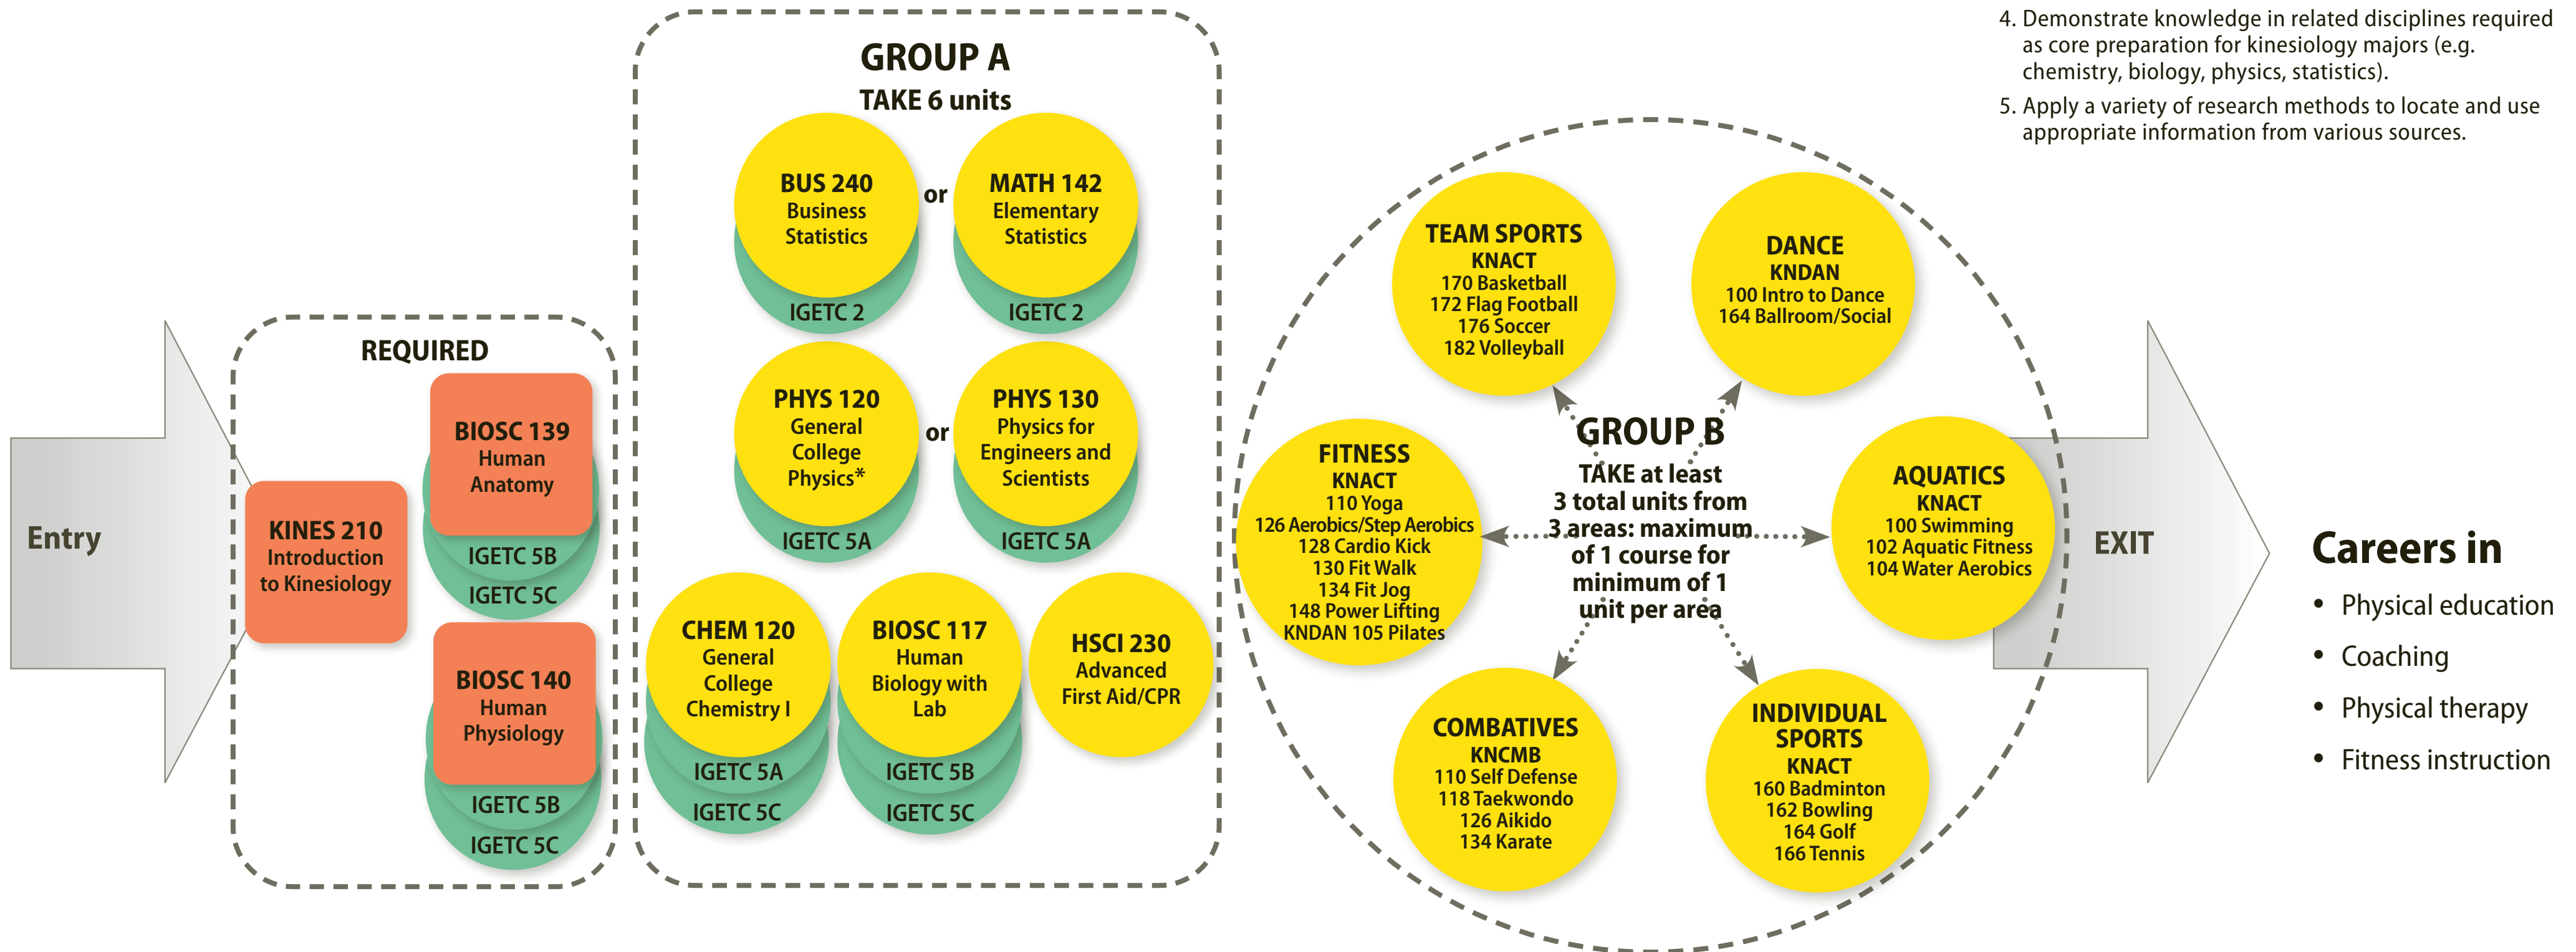 4. Demonstrate knowledge in related disciplines required
as core preparation for kinesiology majors (e.g.
chemistry, biology, physics, statistics).
5. Apply a variety of research methods to locate and use
appropriate information from various sources.
Entry
REQUIRED
KINES 210
Introduction
to Kinesiology
BIOSC 139
Human
Anatomy
IGETC 5B
IGETC 5C
BIOSC 140
Human
Physiology
IGETC 5B
IGETC 5C
GROUP A
TAKE 6 units
BUS 240
Business
Statistics
IGETC 2
or
MATH 142
Elementary
Statistics
IGETC 2
PHYS 120
General
College
Physics*
IGETC 5A
or
PHYS 130
Physics for
Engineers and
Scientists
IGETC 5A
CHEM 120
General
College
Chemistry I
IGETC 5A
IGETC 5C
BIOSC 117
Human
Biology with
Lab
IGETC 5B
IGETC 5C
HSCI 230
Advanced
First Aid/CPR
GROUP B
TAKE at least
3 total units from
3 areas: maximum
of 1 course for
minimum of 1
unit per area
TEAM SPORTS
KNACT
170 Basketball
172 Flag Football
176 Soccer
182 Volleyball
DANCE
KNDAN
100 Intro to Dance
164 Ballroom/Social
FITNESS
KNACT
110 Yoga
126 Aerobics/Step Aerobics
128 Cardio Kick
130 Fit Walk
134 Fit Jog
148 Power Lifting
KNDAN 105 Pilates
AQUATICS
KNACT
100 Swimming
102 Aquatic Fitness
104 Water Aerobics
COMBATIVES
KNCMB
110 Self Defense
118 Taekwondo
126 Aikido
134 Karate
INDIVIDUAL
SPORTS
KNACT
160 Badminton
162 Bowling
164 Golf
166 Tennis
EXIT
Careers in
• Physical education
• Coaching
• Physical therapy
• Fitness instruction